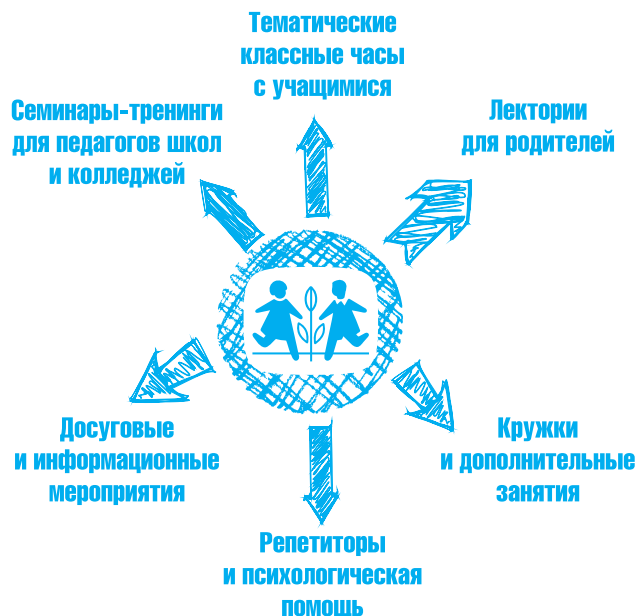 Тематические
классные часы
с учащимися
Семинары-тренинги
для педагогов школ
и колледжей
Лектории
для родителей
Досуговые
и информационные
мероприятия
Кружки
и дополнительные
занятия
Репетиторы
и психологическая
помощь